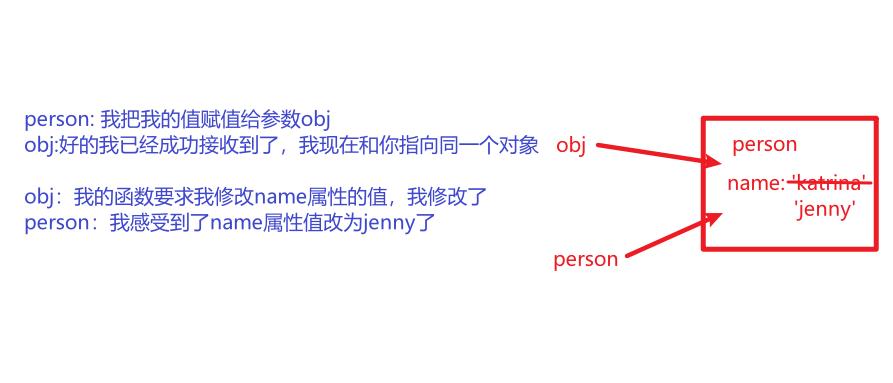 person: 我把我的值赋值给参数obj
obj:好的我已经成功接收到了，我现在和你指向同一个对象
obj：我的函数要求我修改name属性的值，我修改了
person：我感受到了name属性值改为jenny了
obj
person
person
name: 'katrina'
'jenny'